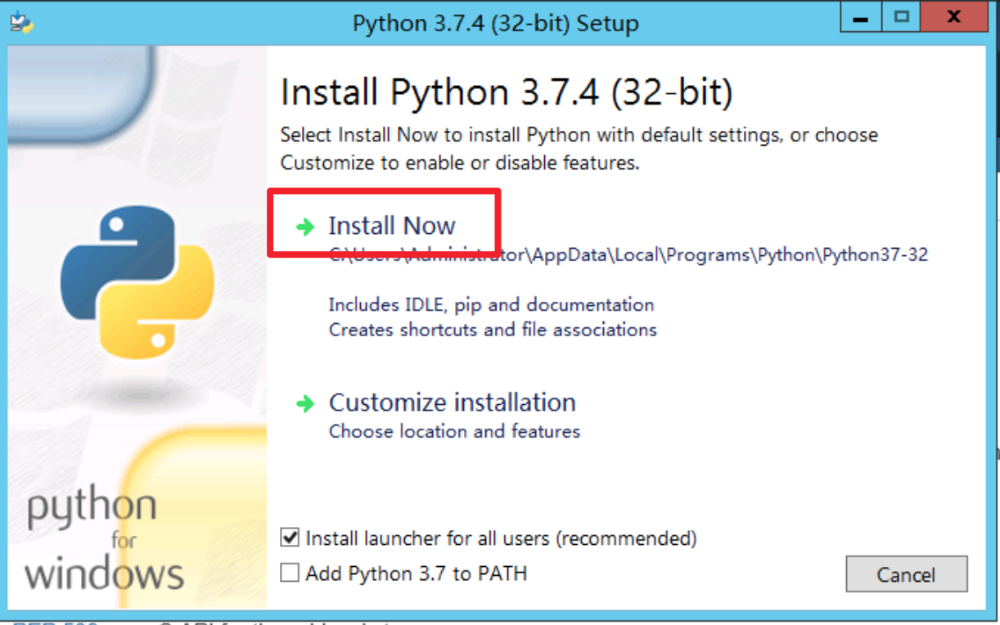 Python 3.7.4 (32-bit) Setup
Install Python 3.7.4 (32-bit)
Select Install Now to install Python with default settings, or choose
Customize to enable or disable features.
Install Now
C:\Users\Administrator\AppData\Local\Programs\Python\Python37-32
Includes IDLE, pip and documentation
Creates shortcuts and file associations
Customize installation
Choose location and features
python
for
windows
Install launcher for all users (recommended)
Add Python 3.7 to PATH
Cancel